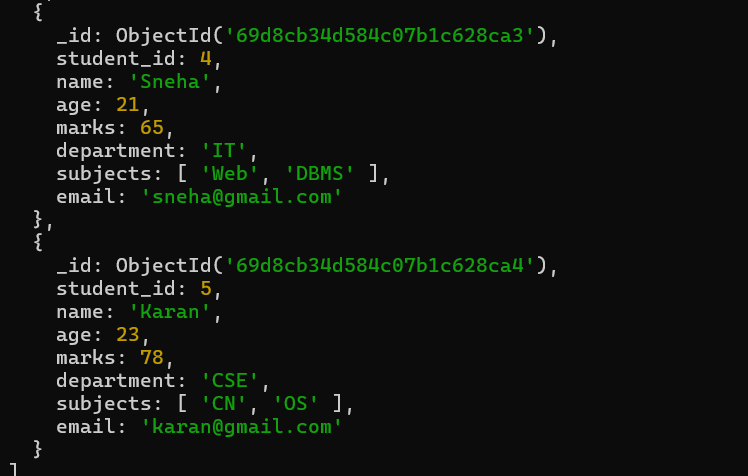 {
_id: ObjectId('69d8cb34d584c07b1c628ca3'),
student_id: 4,
name: 'Sneha',
age: 21,
marks: 65,
department: 'IT',
subjects: [ 'Web', 'DBMS' ],
email: 'sneha@gmail.com'
},
{
_id: ObjectId('69d8cb34d584c07b1c628ca4'),
student_id: 5,
name: 'Karan',
age: 23,
marks: 78,
department: 'CSE',
subjects: [ 'CN', 'OS' ],
email: 'karan@gmail.com'
}
]